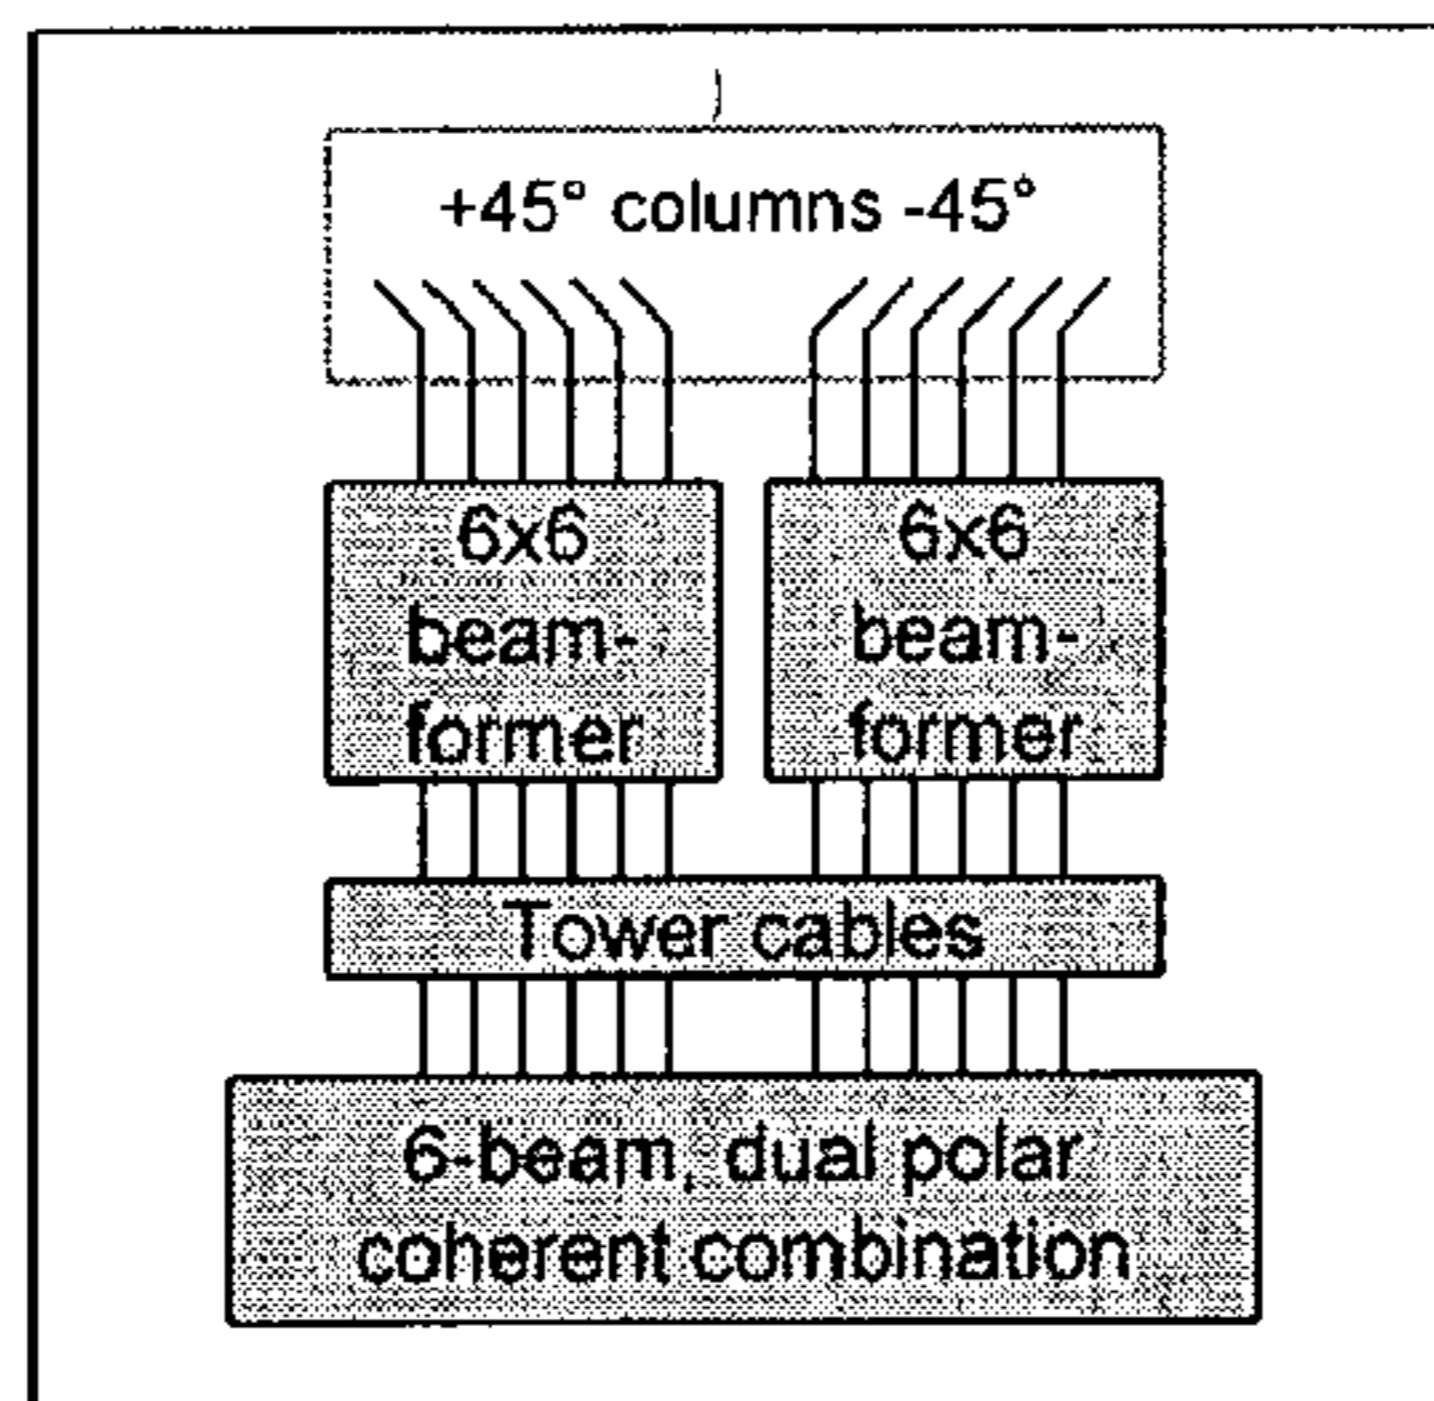 +45° columns -45°
6x6
beam-
former
6x6
beam-
former
Tower cables
6-beam, dual polar
coherent combination